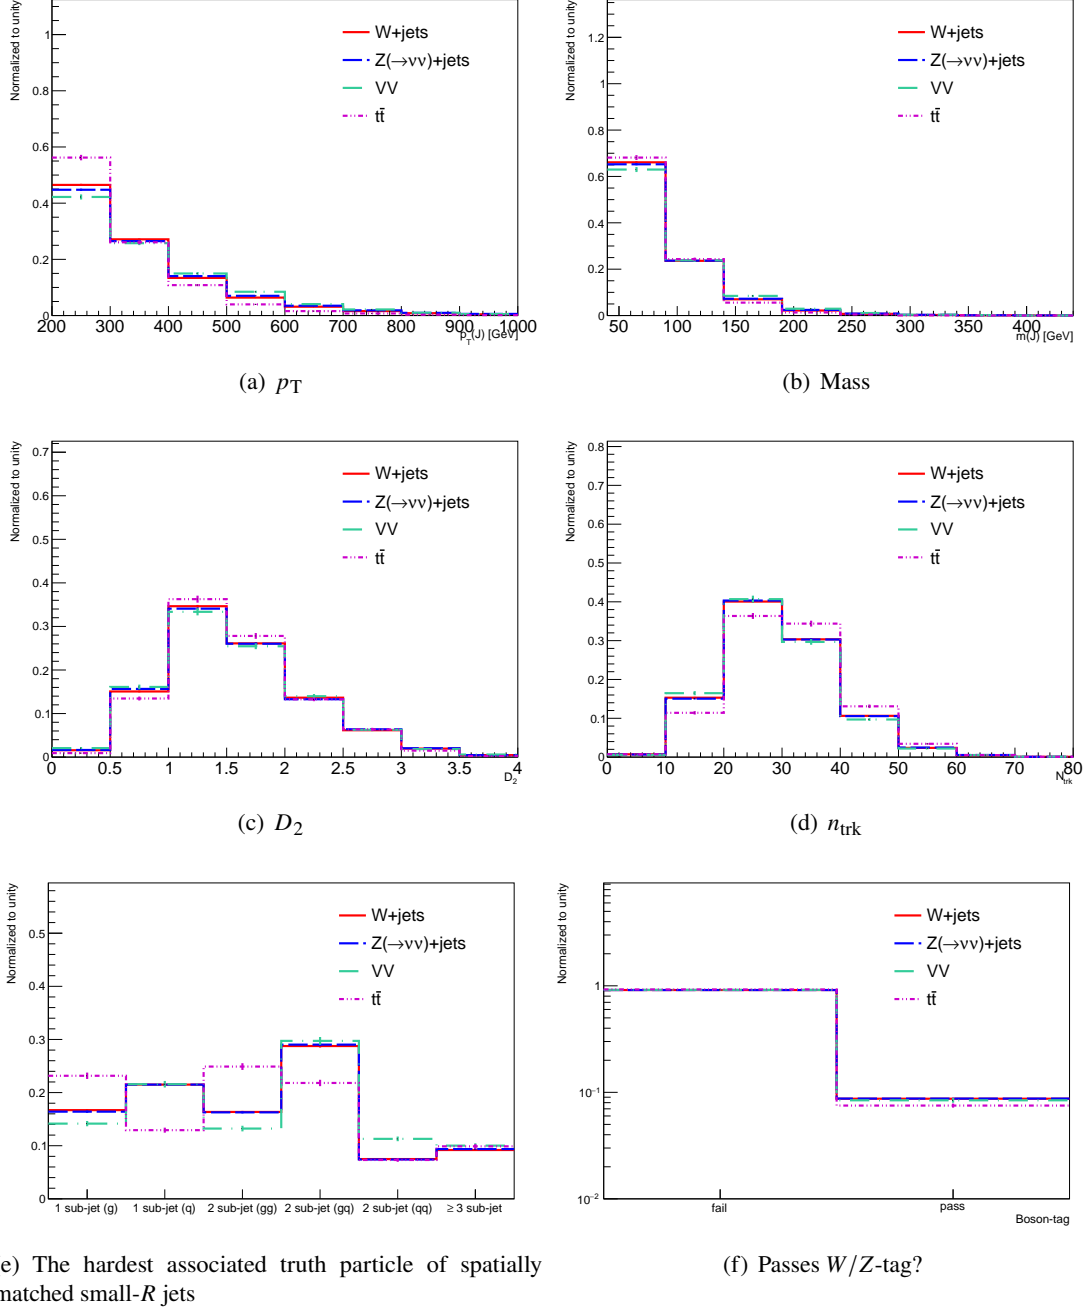 Normalized to unity
1
0.8
0.6
0.4
0.2
0
W+jets
Z(→νν)+jets
VV
tt̄
200 300 400 500 600 700 800 900 1000
p_T(J) [GeV]
(a) p_T
Normalized to unity
1.2
1
0.8
0.6
0.4
0.2
0
W+jets
Z(→νν)+jets
VV
tt̄
50 100 150 200 250 300 350 400
m(J) [GeV]
(b) Mass
Normalized to unity
0.7
0.6
0.5
0.4
0.3
0.2
0.1
0
W+jets
Z(→νν)+jets
VV
tt̄
0 0.5 1 1.5 2 2.5 3 3.5 4
D_2
(c) D_2
Normalized to unity
0.8
0.7
0.6
0.5
0.4
0.3
0.2
0.1
0
W+jets
Z(→νν)+jets
VV
tt̄
0 10 20 30 40 50 60 70 80
N_trk
(d) n_trk
Normalized to unity
0.5
0.4
0.3
0.2
0.1
0
W+jets
Z(→νν)+jets
VV
tt̄
1 sub-jet (g) 1 sub-jet (q) 2 sub-jet (gg) 2 sub-jet (gq) 2 sub-jet (qq) ≥ 3 sub-jet
e) The hardest associated truth particle of spatially
matched small-R jets
Normalized to unity
1
10⁻¹
10⁻²
W+jets
Z(→νν)+jets
VV
tt̄
fail pass
Boson-tag
(f) Passes W/Z-tag?